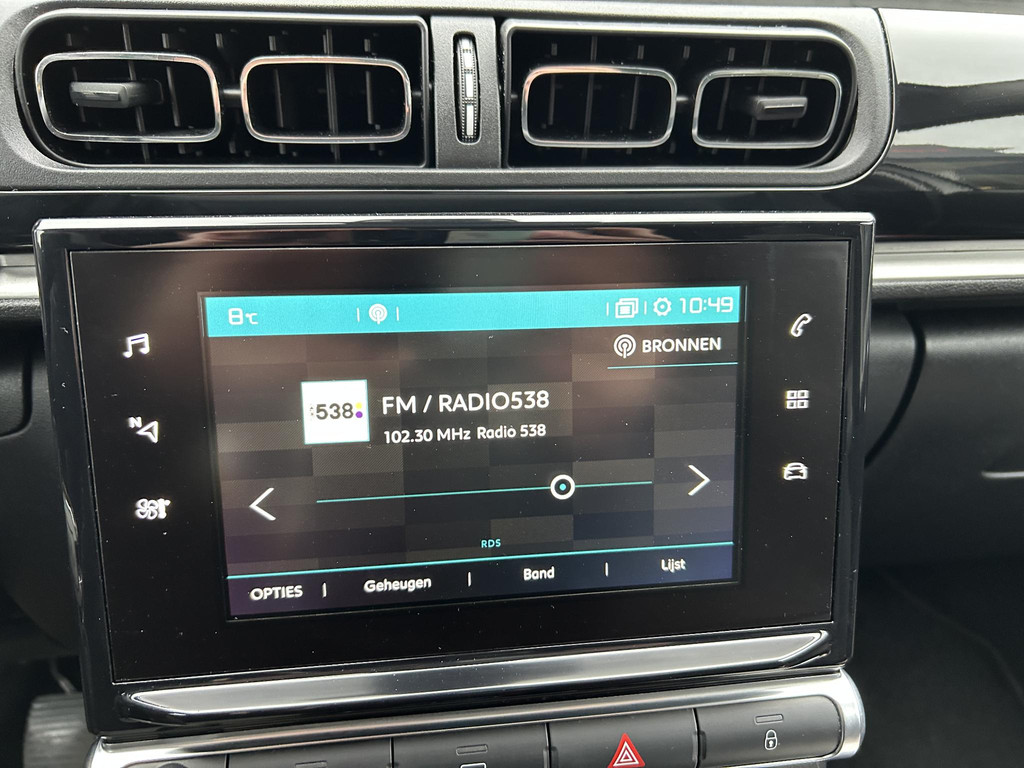 8°C
10:49
BRONNEN
538
FM / RADIO538
102.30 MHz Radio 538
N
RDS
OPTIES Geheugen Band Lijst